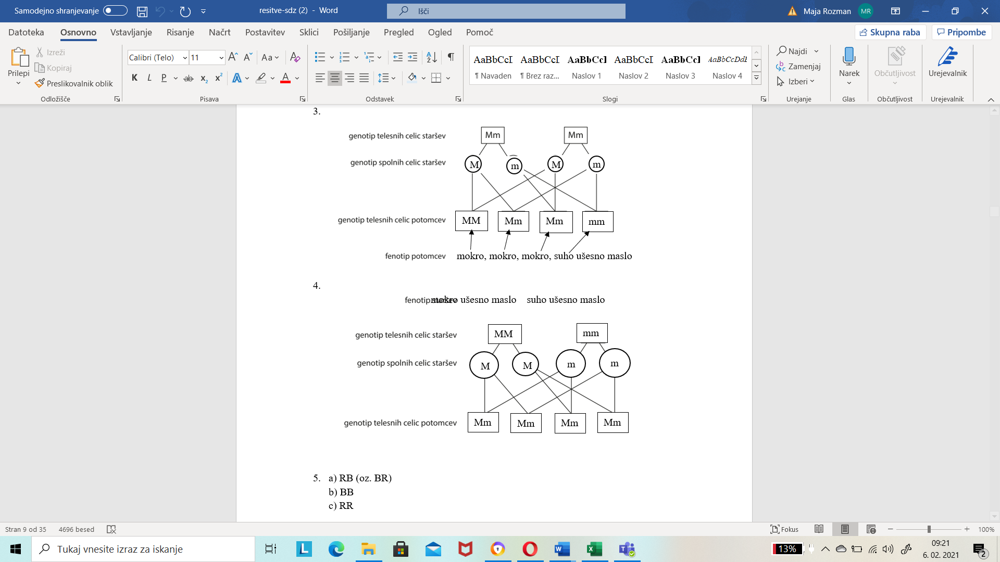 Samodejno shranjevanje
resitve-sdz (2) - Word
Išči
Maja Rozman MR
Datoteka Osnovno Vstavljanje Risanje Načrt Postavitev Sklici Pošiljanje Pregled Ogled Pomoč
Skupna raba Pripombe
Prilepi
Izreži
Kopiraj
Preslikovalnik oblik
Odložišče
Calibri (Telo) 11
K L P ab x₂ x²
Pisava
Odstavek
AaBbCcI AaBbCcI AaBbCcI AaBbCcI AaBbCcI AaBbCcDdI
¶ Navaden ¶ Brez raz... Naslov 1 Naslov 2 Naslov 3 Naslov 4
Slogi
Najdi
Zamenjaj
Izberi
Urejanje
Narek
Glas
Občutljivost
Občutljivost
Urejevalnik
Urejevalnik
3.
genotip telesnih celic staršev Mm Mm
genotip spolnih celic staršev M m M m
genotip telesnih celic potomcev MM Mm Mm mm
fenotip potomcev mokro, mokro, mokro, suho ušesno maslo
4.
fenotip mokro ušesno maslo suho ušesno maslo
genotip telesnih celic staršev MM mm
genotip spolnih celic staršev M M m m
genotip telesnih celic potomcev Mm Mm Mm Mm
5. a) RB (oz. BR)
b) BB
c) RR
Stran 9 od 35 4696 besed
Fokus
100%
Tukaj vnesite izraz za iskanje
13%
09:21
6. 02. 2021
2